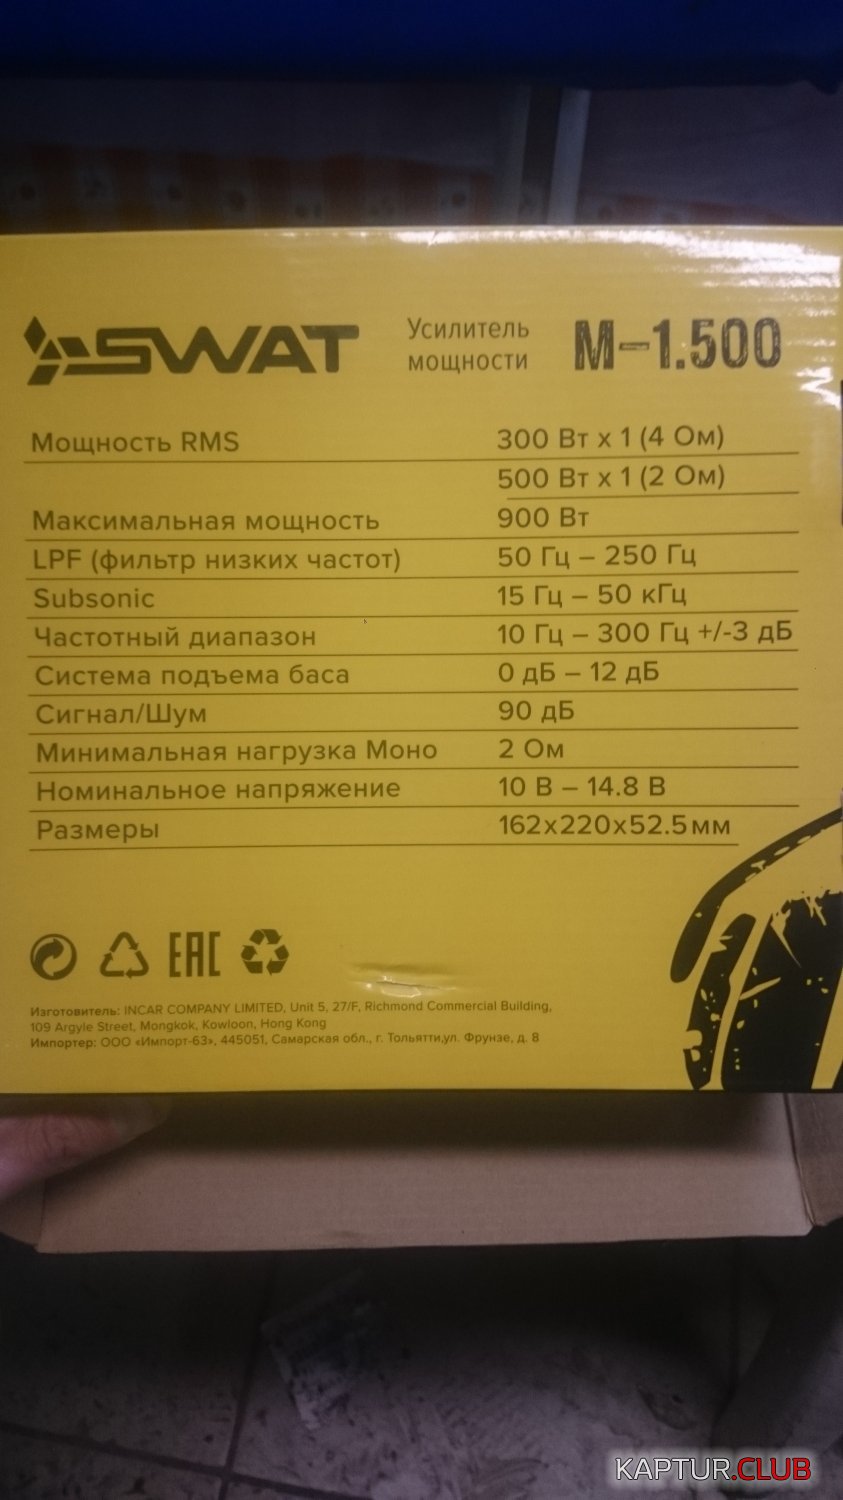 SWAT
Усилитель
мощности
M-1.500
Мощность RMS 300 Вт x 1 (4 Ом)
500 Вт x 1 (2 Ом)
Максимальная мощность 900 Вт
LPF (фильтр низких частот) 50 Гц – 250 Гц
Subsonic 15 Гц – 50 кГц
Частотный диапазон 10 Гц – 300 Гц +/-3 дБ
Система подъема баса 0 дБ – 12 дБ
Сигнал/Шум 90 дБ
Минимальная нагрузка Моно 2 Ом
Номинальное напряжение 10 В – 14.8 В
Размеры 162x220x52.5мм
EAC
Изготовитель: INCAR COMPANY LIMITED, Unit 5, 27/F, Richmond Commercial Building,
109 Argyle Street, Mongkok, Kowloon, Hong Kong
Импортер: ООО «Импорт-63», 445051, Самарская обл., г. Тольятти,ул. Фрунзе, д. 8
KAPTUR.CLUB